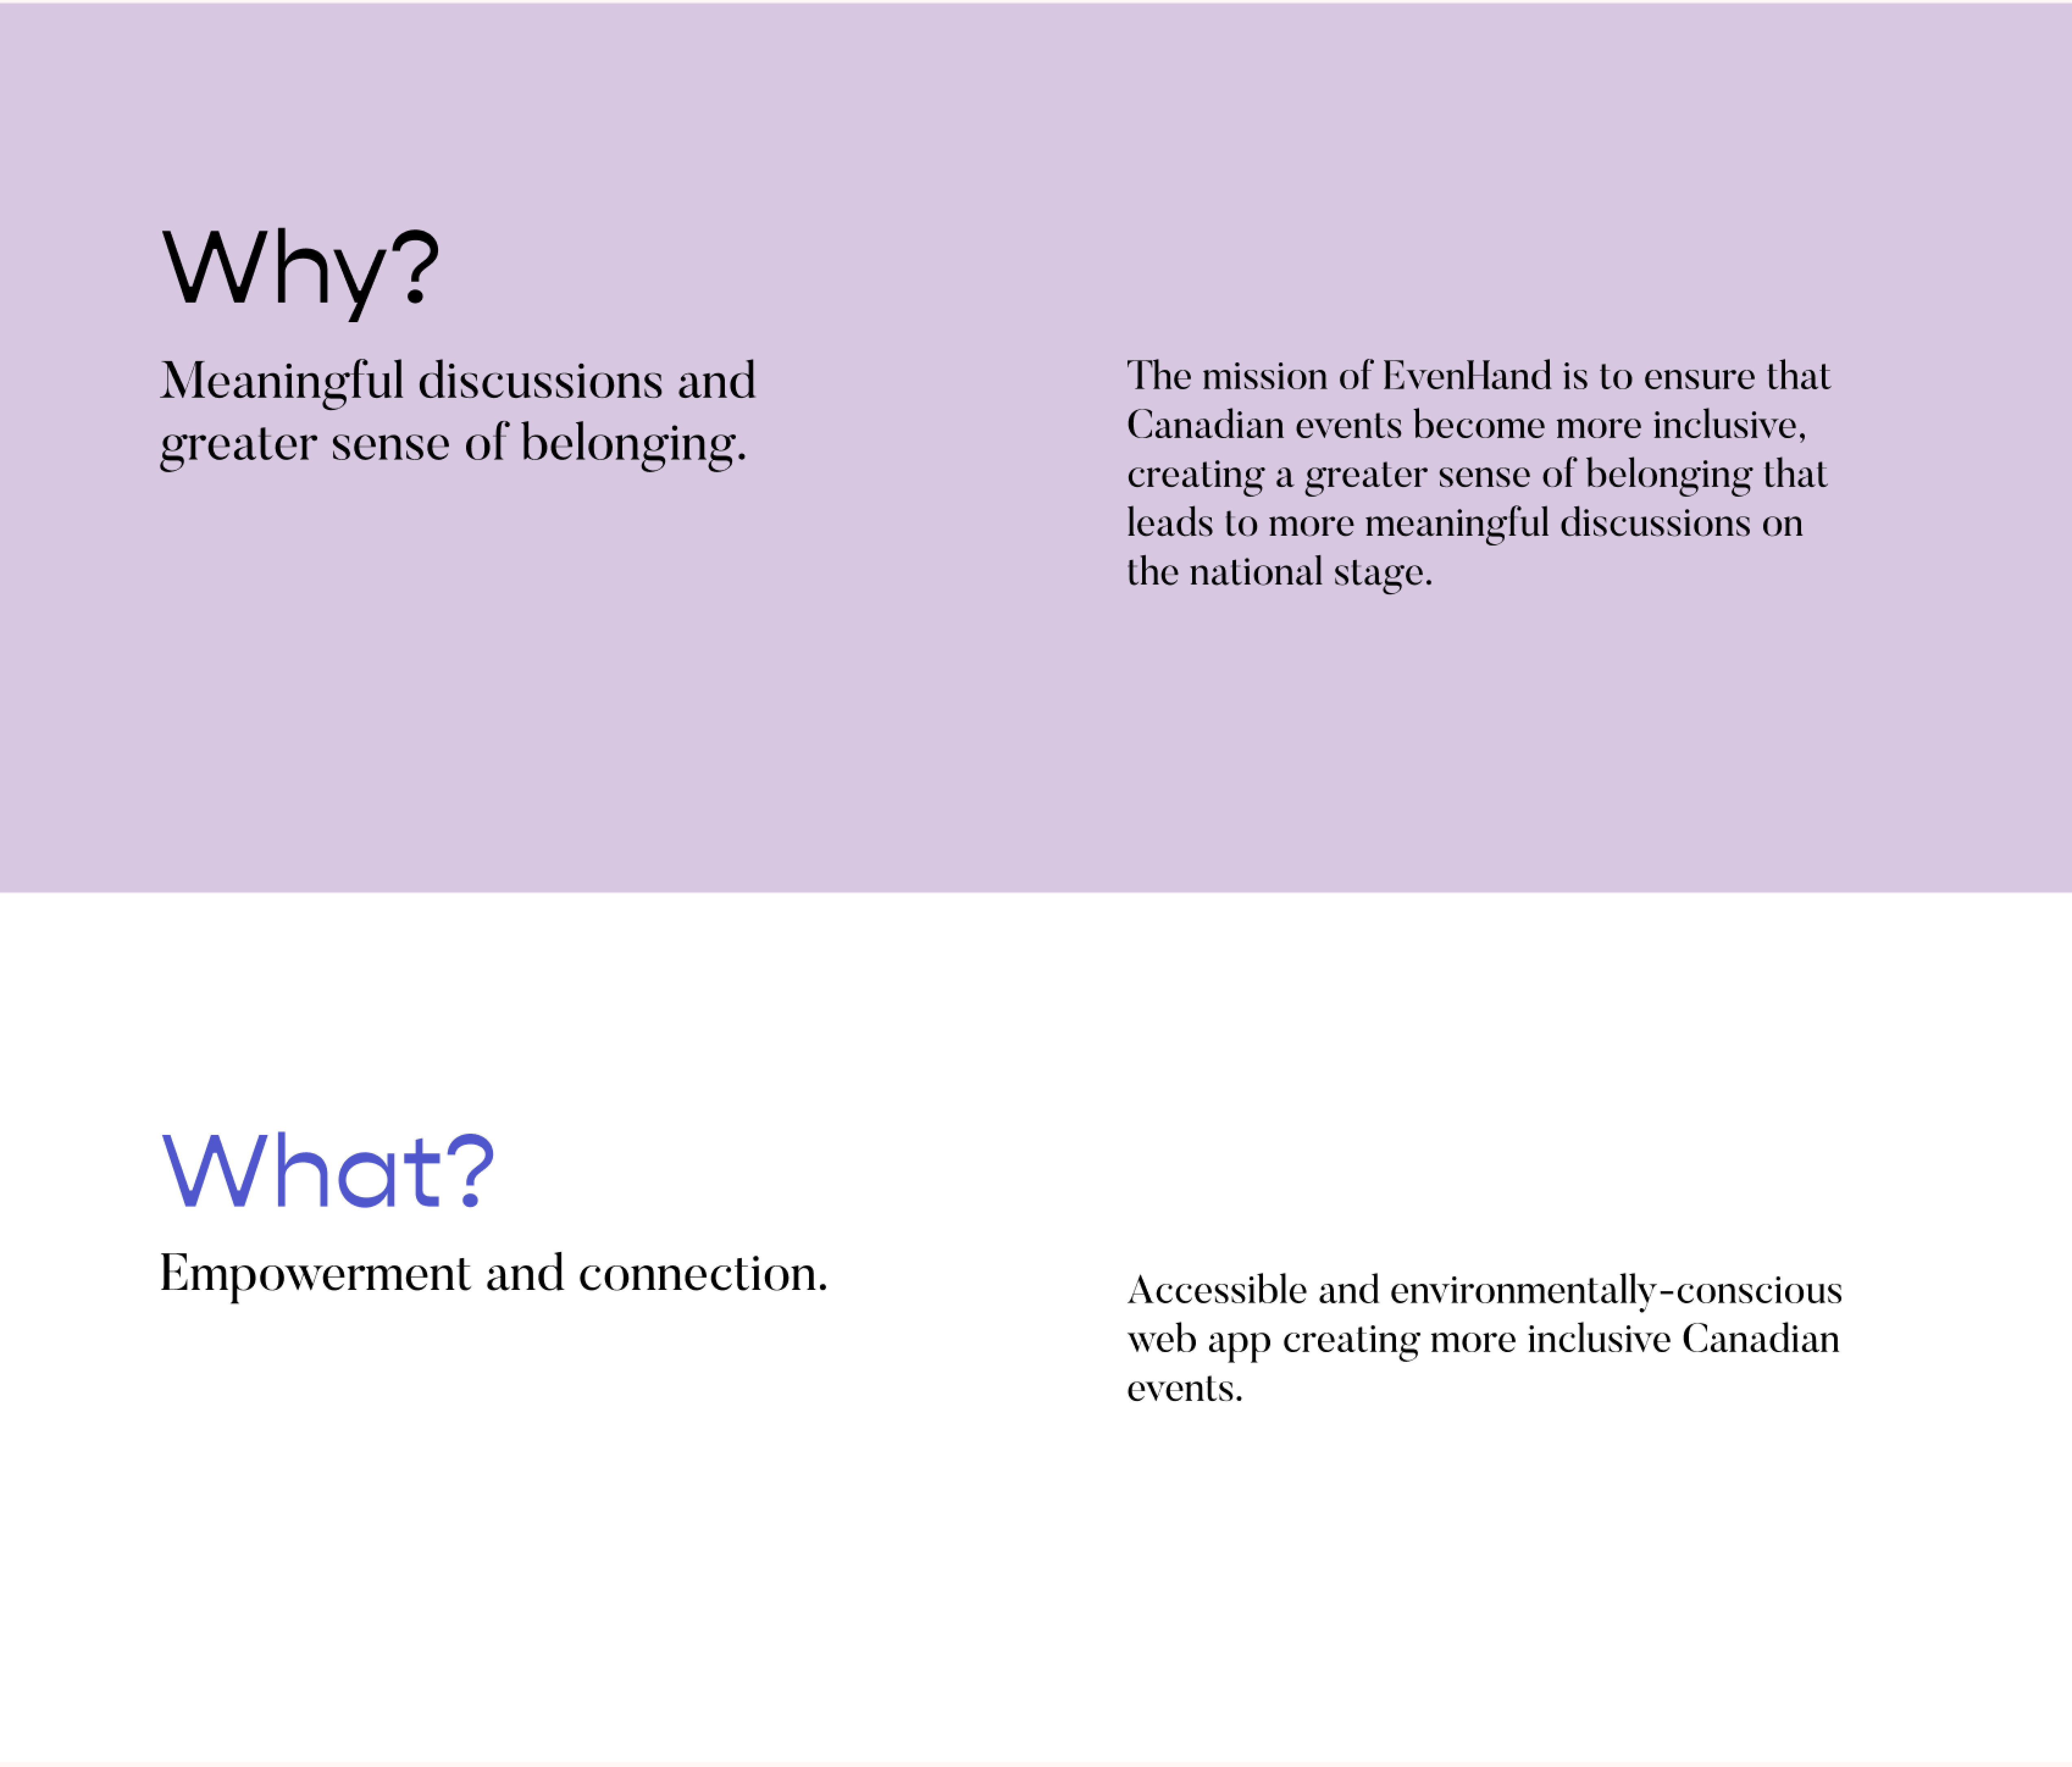 Why?
Meaningful discussions and
greater sense of belonging.
The mission of EvenHand is to ensure that
Canadian events become more inclusive,
creating a greater sense of belonging that
leads to more meaningful discussions on
the national stage.
What?
Empowerment and connection.
Accessible and environmentally-conscious
web app creating more inclusive Canadian
events.